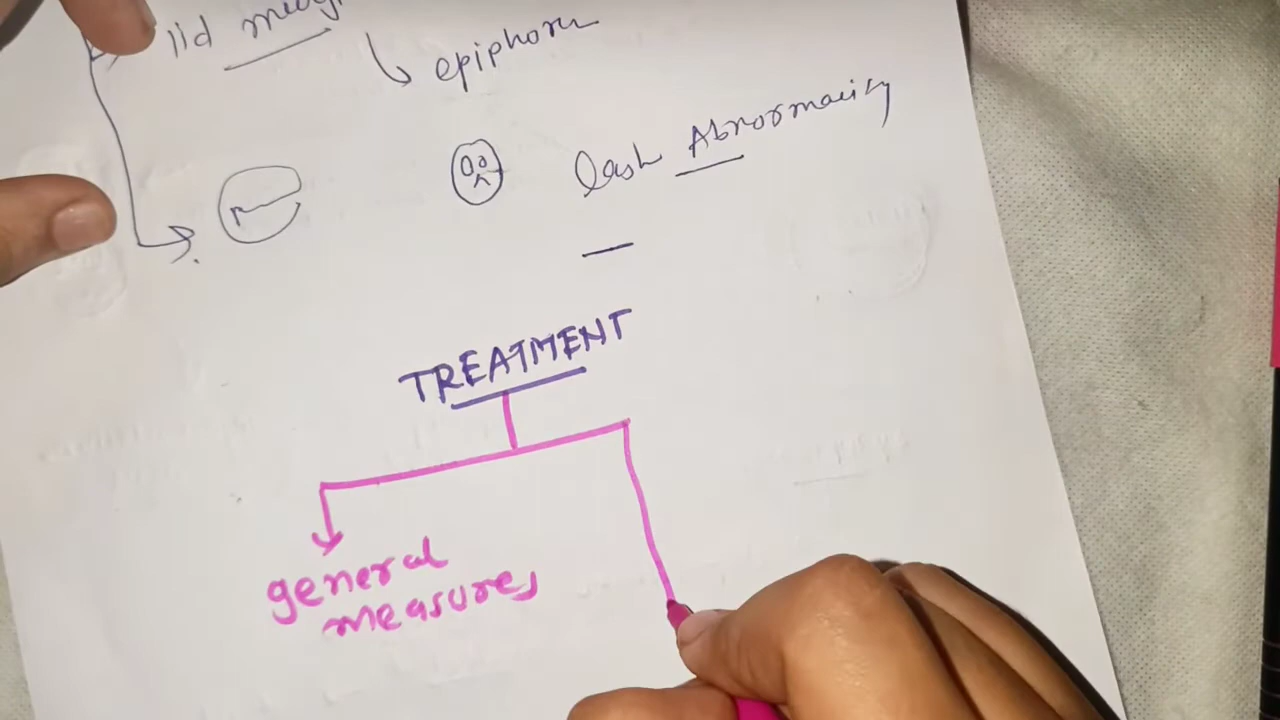 lid
epiphora
lash Abnormality
TREATMENT
general
measures